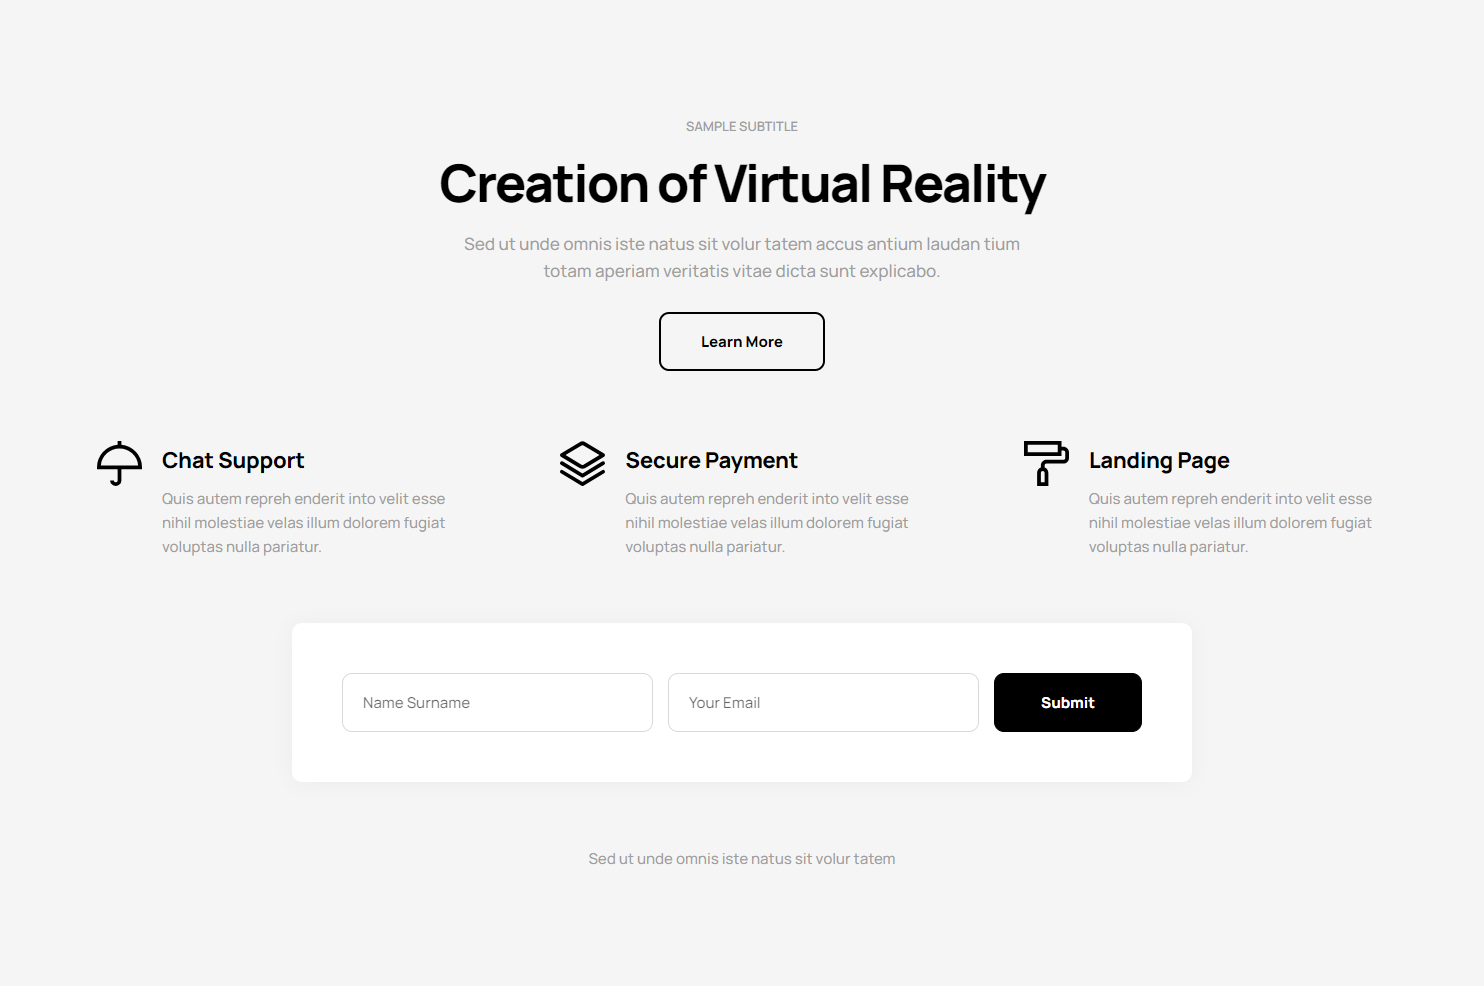 SAMPLE SUBTITLE
Creation of Virtual Reality
Sed ut unde omnis iste natus sit volur tatem accus antium laudan tium
totam aperiam veritatis vitae dicta sunt explicabo.
Learn More
Chat Support
Quis autem repreh enderit into velit esse
nihil molestiae velas illum dolorem fugiat
voluptas nulla pariatur.
Secure Payment
Quis autem repreh enderit into velit esse
nihil molestiae velas illum dolorem fugiat
voluptas nulla pariatur.
Landing Page
Quis autem repreh enderit into velit esse
nihil molestiae velas illum dolorem fugiat
voluptas nulla pariatur.
Name Surname
Your Email
Submit
Sed ut unde omnis iste natus sit volur tatem